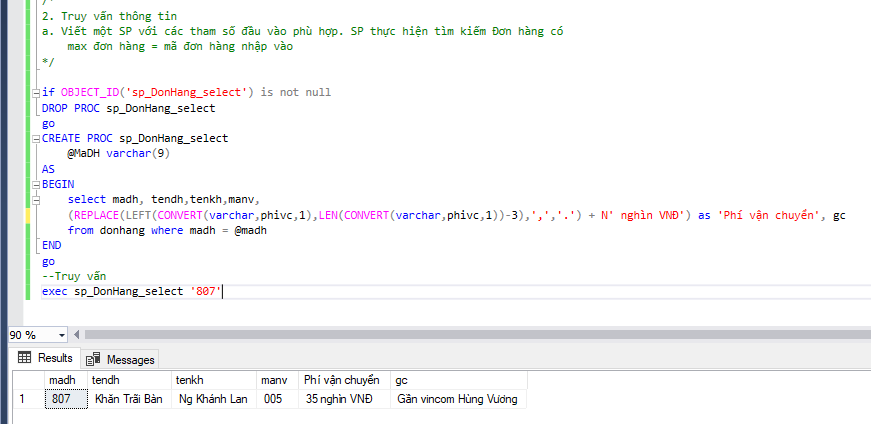 /*
2. Truy vấn thông tin
a. Viết một SP với các tham số đầu vào phù hợp. SP thực hiện tìm kiếm Đơn hàng có
max đơn hàng = mã đơn hàng nhập vào
*/
if OBJECT_ID('sp_DonHang_select') is not null
DROP PROC sp_DonHang_select
go
CREATE PROC sp_DonHang_select
@MaDH varchar(9)
AS
BEGIN
select madh, tendh,tenkh,manv,
(REPLACE(LEFT(CONVERT(varchar,phivc,1),LEN(CONVERT(varchar,phivc,1))-3),',','.') + N' nghìn VNĐ') as 'Phí vận chuyển', gc
from donhang where madh = @madh
END
go
--Truy vấn
exec sp_DonHang_select '807'
90 %
Results Messages
madh tendh tenkh manv Phí vận chuyển gc
1 807 Khăn Trãi Bàn Ng Khánh Lan 005 35 nghìn VNĐ Gần vincom Hùng Vương